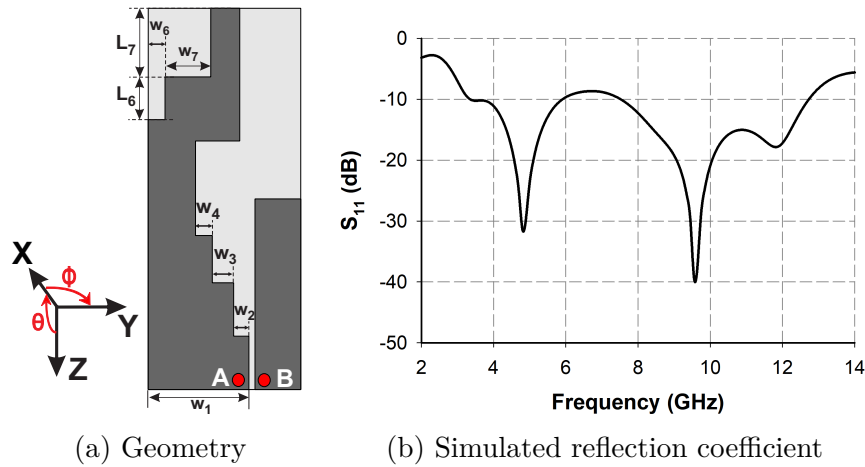 w₆
L₇
w₇
L₆
w₄
w₃
w₂
X
Φ
θ
Y
Z
A
B
w₁
0
-10
-20
-30
-40
-50
S₁₁ (dB)
2
4
6
8
10
12
14
Frequency (GHz)
(a) Geometry
(b) Simulated reflection coefficient